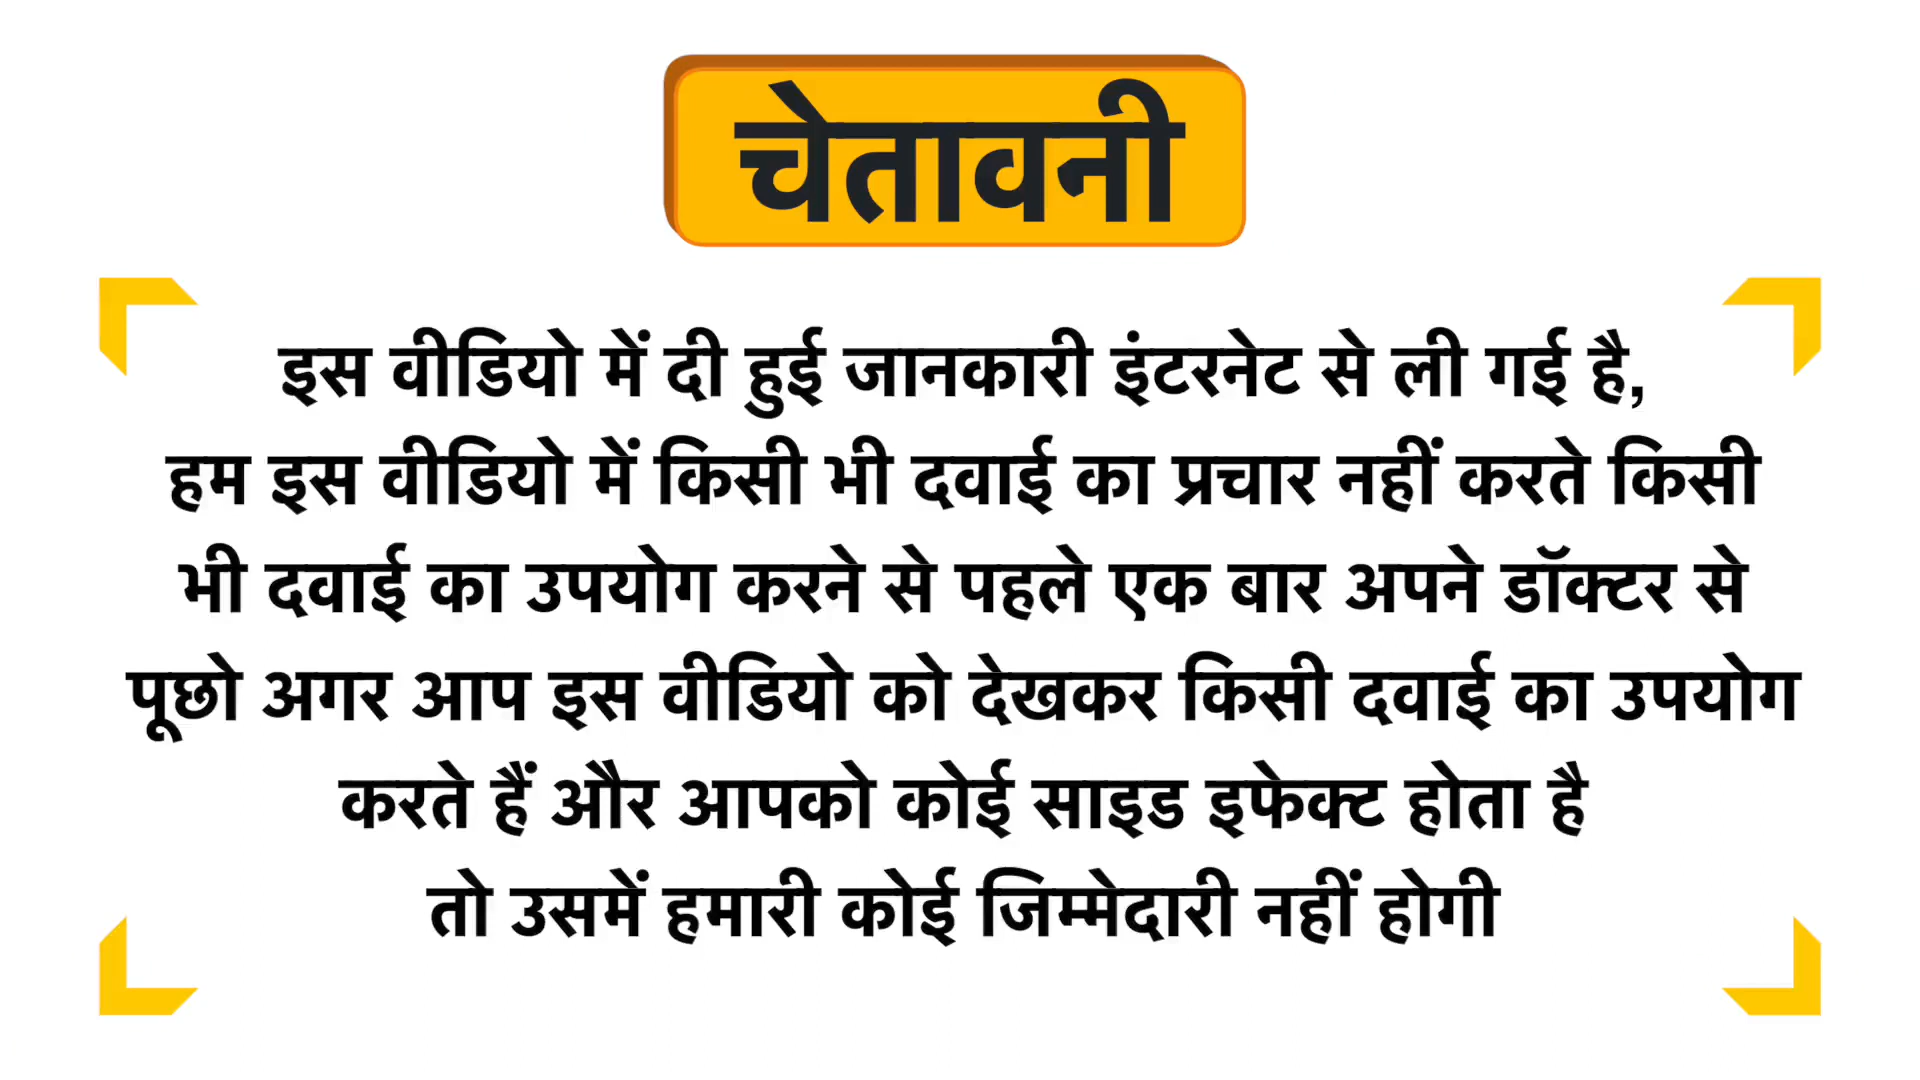 चेतावनी
इस वीडियो में दी हुई जानकारी इंटरनेट से ली गई है,
हम इस वीडियो में किसी भी दवाई का प्रचार नहीं करते किसी
भी दवाई का उपयोग करने से पहले एक बार अपने डॉक्टर से
पूछो अगर आप इस वीडियो को देखकर किसी दवाई का उपयोग
करते हैं और आपको कोई साइड इफेक्ट होता है
तो उसमें हमारी कोई जिम्मेदारी नहीं होगी